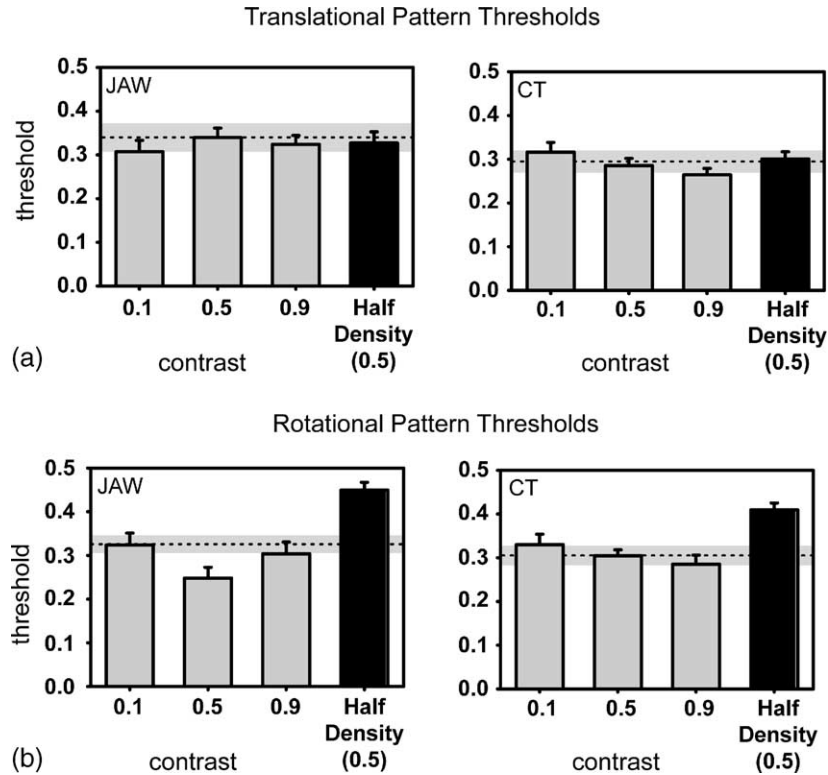 Translational Pattern Thresholds
JAW
0.5
0.4
0.3
0.2
0.1
0.0
threshold
0.1 0.5 0.9 Half
Density
(0.5)
contrast
(a)
CT
0.5
0.4
0.3
0.2
0.1
0.0
0.1 0.5 0.9 Half
Density
(0.5)
contrast
Rotational Pattern Thresholds
JAW
0.5
0.4
0.3
0.2
0.1
0.0
threshold
0.1 0.5 0.9 Half
Density
(0.5)
contrast
(b)
CT
0.5
0.4
0.3
0.2
0.1
0.0
0.1 0.5 0.9 Half
Density
(0.5)
contrast